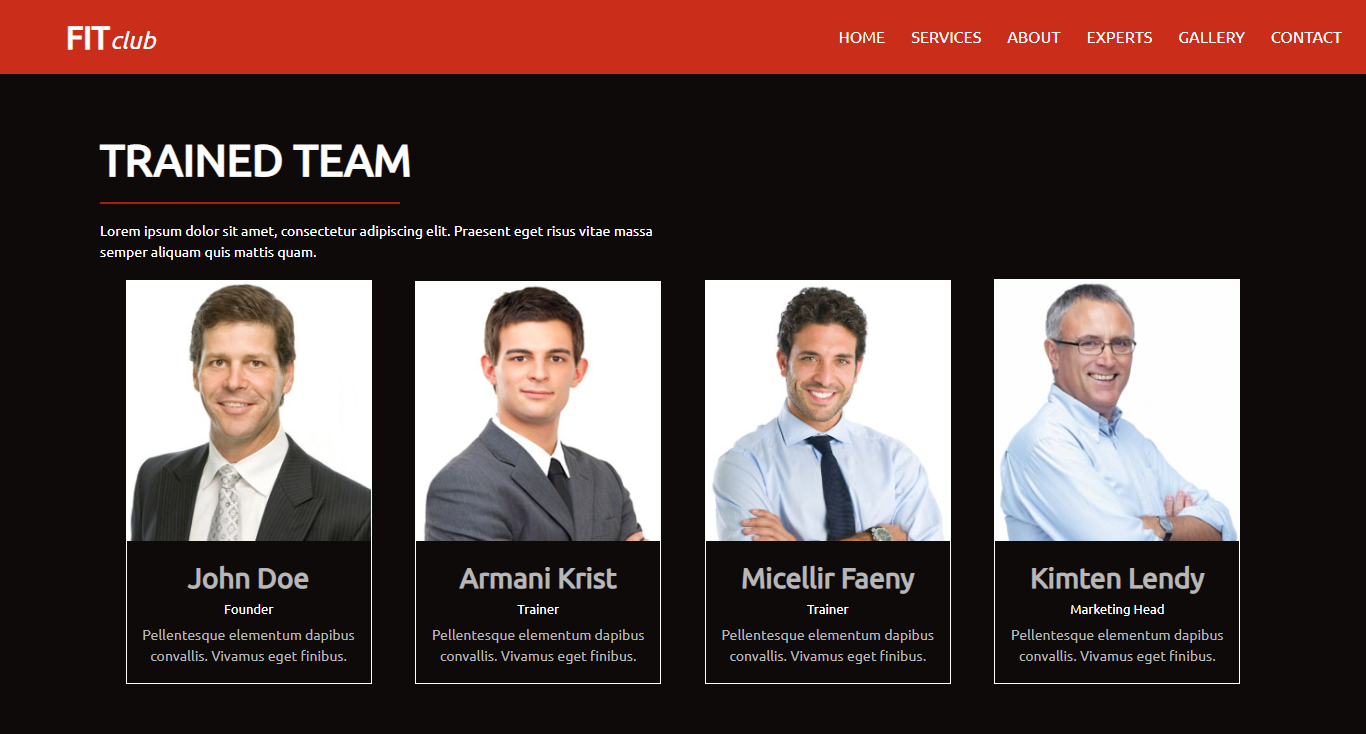 FIT club
HOME SERVICES ABOUT EXPERTS GALLERY CONTACT
TRAINED TEAM
Lorem ipsum dolor sit amet, consectetur adipiscing elit. Praesent eget risus vitae massa
semper aliquam quis mattis quam.
John Doe
Founder
Pellentesque elementum dapibus
convallis. Vivamus eget finibus.
Armani Krist
Trainer
Pellentesque elementum dapibus
convallis. Vivamus eget finibus.
Micellir Faeny
Trainer
Pellentesque elementum dapibus
convallis. Vivamus eget finibus.
Kimten Lendy
Marketing Head
Pellentesque elementum dapibus
convallis. Vivamus eget finibus.